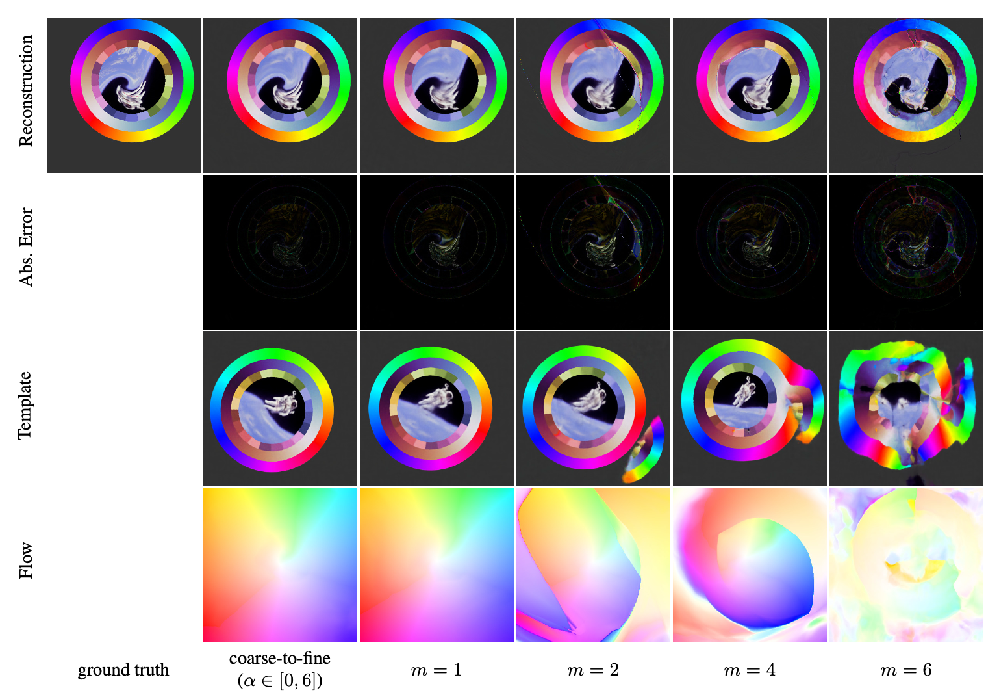 Reconstruction
Abs. Error
Template
Flow
ground truth
coarse-to-fine
(α ∈ [0, 6])
m = 1
m = 2
m = 4
m = 6